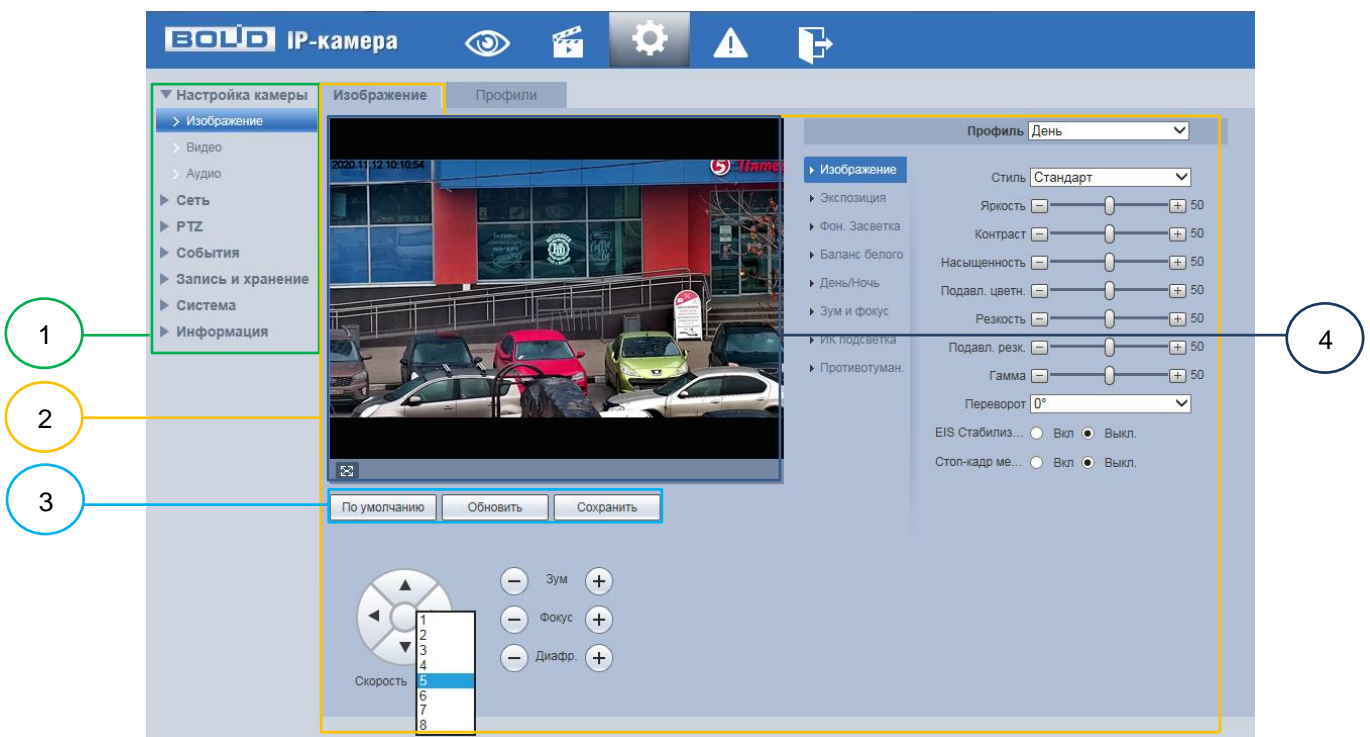 BOLID IP-камера
Настройка камеры
Изображение
Видео
Аудио
Сеть
PTZ
События
Запись и хранение
Система
Информация
1
2
3
4
Изображение Профили
2020.11.12 10:10:54
5
По умолчанию Обновить Сохранить
Зум
Фокус
Диафр.
Скорость
1
2
3
4
5
6
7
8
Изображение
Экспозиция
Фон. Засветка
Баланс белого
День/Ночь
Зум и фокус
ИК подсветка
Противотуман.
Профиль День
Стиль Стандарт
Яркость 50
Контраст 50
Насыщенность 50
Подавл. цветн. 50
Резкость 50
Подавл. резк. 50
Гамма 50
Переворот 0°
EIS Стабилиз... Вкл Выкл.
Стоп-кадр ме... Вкл Выкл.